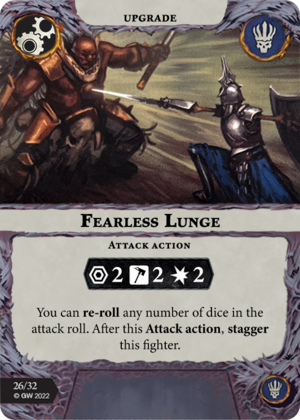 UPGRADE
FEARLESS LUNGE
ATTACK ACTION
2 2 2
You can re-roll any number of dice in the
attack roll. After this Attack action, stagger
this fighter.
26/32
© GW 2022